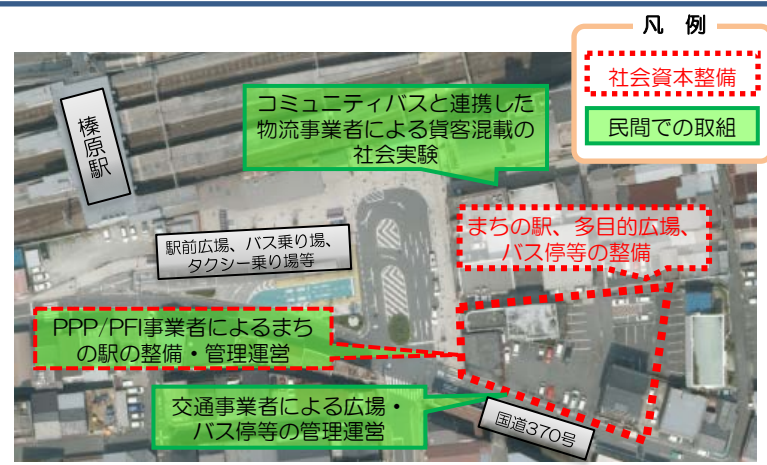 凡 例
社会資本整備
民間での取組
榛原駅
コミュニティバスと連携した
物流事業者による貨客混載の
社会実験
駅前広場、バス乗り場、
タクシー乗り場等
まちの駅、多目的広場、
バス停等の整備
PPP/PFI事業者によるまち
の駅の整備・管理運営
交通事業者による広場・
バス停等の管理運営
国道370号